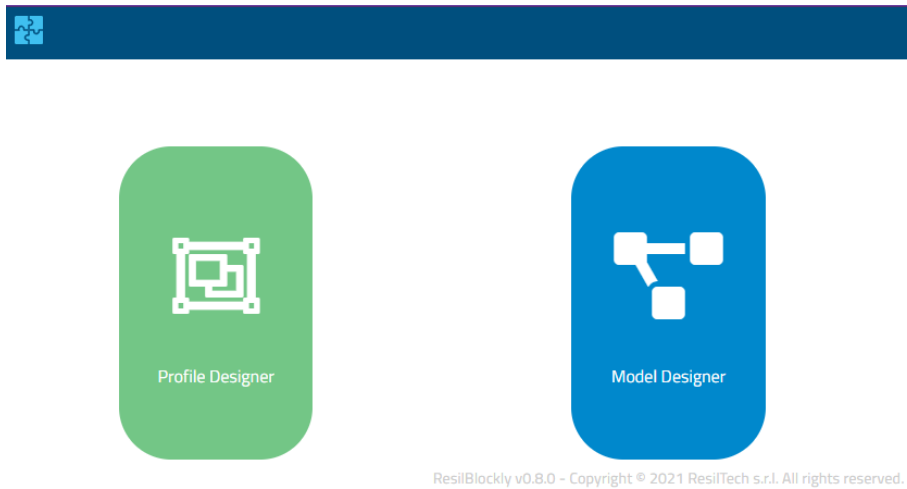 Profile Designer
Model Designer
ResilBlockly v0.8.0 - Copyright © 2021 ResilTech s.r.l. All rights reserved.